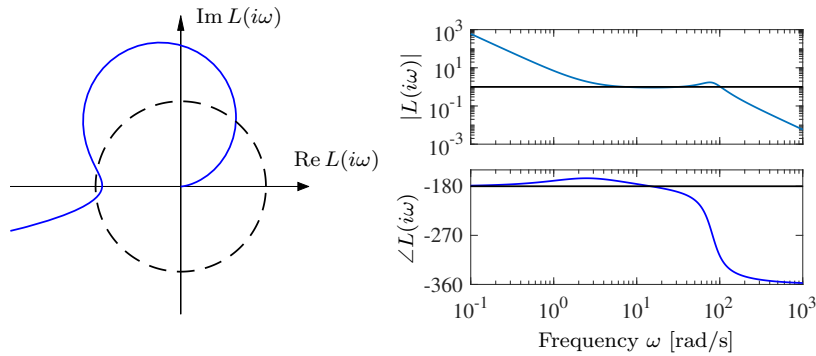 Im L(iω)
Re L(iω)
|L(iω)|
10^3
10^1
10^-1
10^-3
∠L(iω)
-180
-270
-360
10^-1
10^0
10^1
10^2
10^3
Frequency ω [rad/s]